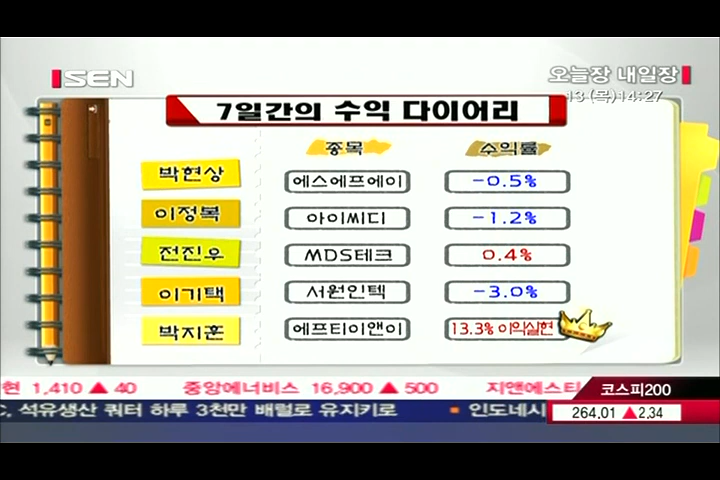 ISEN
오늘장 내일장
13 (목) 14:27
7일간의 수익 다이어리
종목 수익률
박현상 에스에프에이 -0.5%
이정복 아이씨디 -1.2%
전진우 MDS테크 0.4%
이기택 서원인텍 -3.0%
박지훈 에프티이앤이 13.3% 이익실현
현 1,410 ▲ 40 중앙에너비스 16,900 ▲ 500 지앤에스티 코스피200
C, 석유생산 쿼터 하루 3천만 배럴로 유지키로 ▪ 인도네시 264.01 ▲2.34